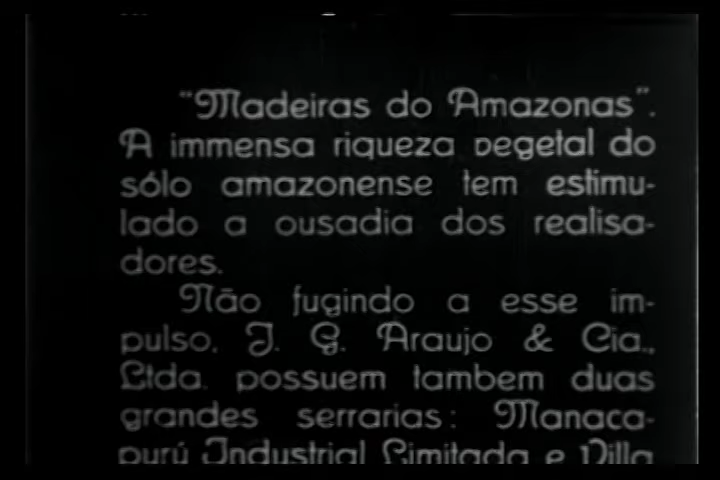 "Madeiras do Amazonas".
A immensa riqueza vegetal do
sólo amazonense tem estimu-
lado a ousadia dos realisa-
dores.
Não fugindo a esse im-
pulso, J. G. Araujo & Cia.,
Ltda. possuem tambem duas
grandes serrarias: Manaca-
purú Industrial Limitada e Villa